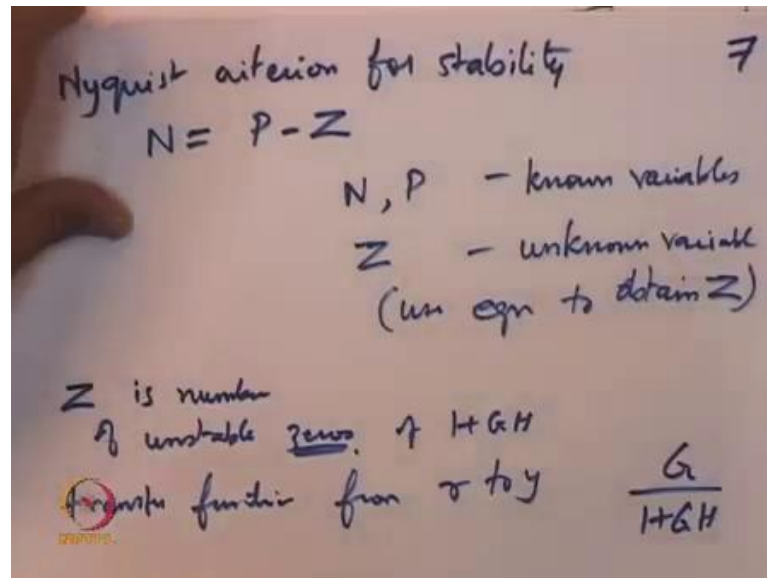 Nyquist criterion for stability 7
N = P - Z
N, P - known variables
Z - unknown variable
(use eqn to obtain Z)
Z is number
of unstable zeros of 1+GH
transfer function from r to y G
1+GH